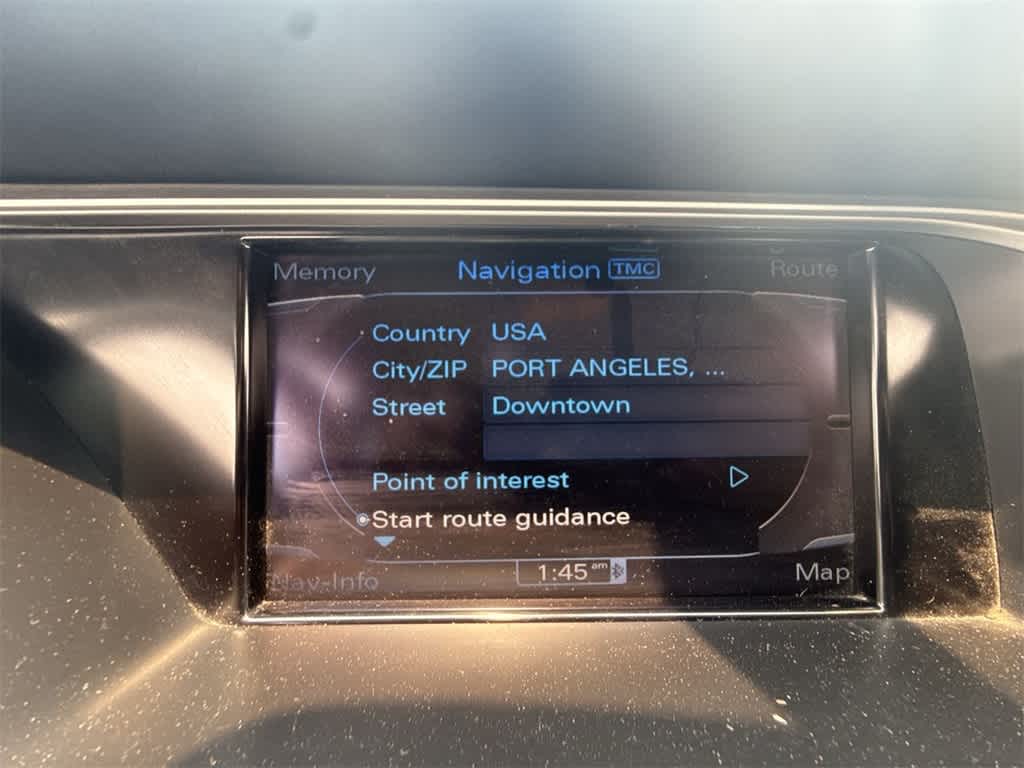 Memory Navigation TMC Route
Country USA
City/ZIP PORT ANGELES, ...
Street Downtown
Point of interest
Start route guidance
Nav-Info 1:45 am Map